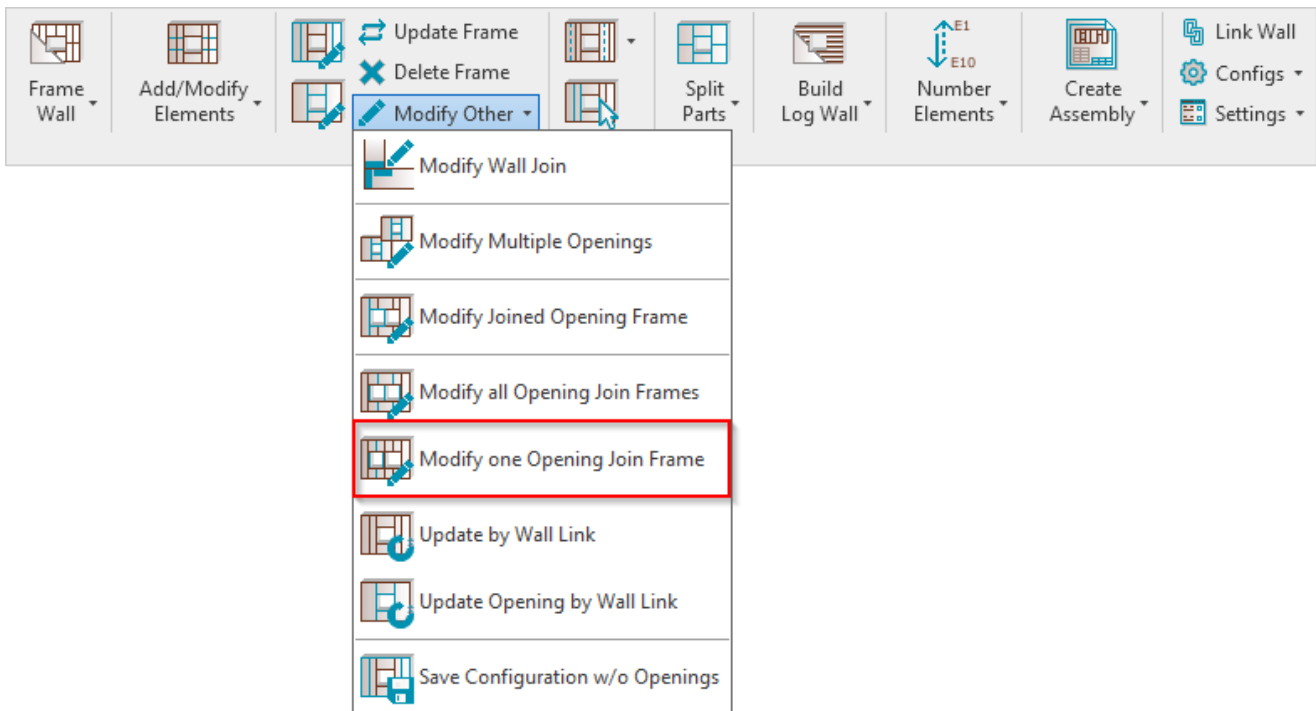 Frame
Wall
Add/Modify
Elements
Update Frame
Delete Frame
Modify Other
Split
Parts
Build
Log Wall
Number
Elements
E1
E10
Create
Assembly
Link Wall
Configs
Settings
Modify Wall Join
Modify Multiple Openings
Modify Joined Opening Frame
Modify all Opening Join Frames
Modify one Opening Join Frame
Update by Wall Link
Update Opening by Wall Link
Save Configuration w/o Openings